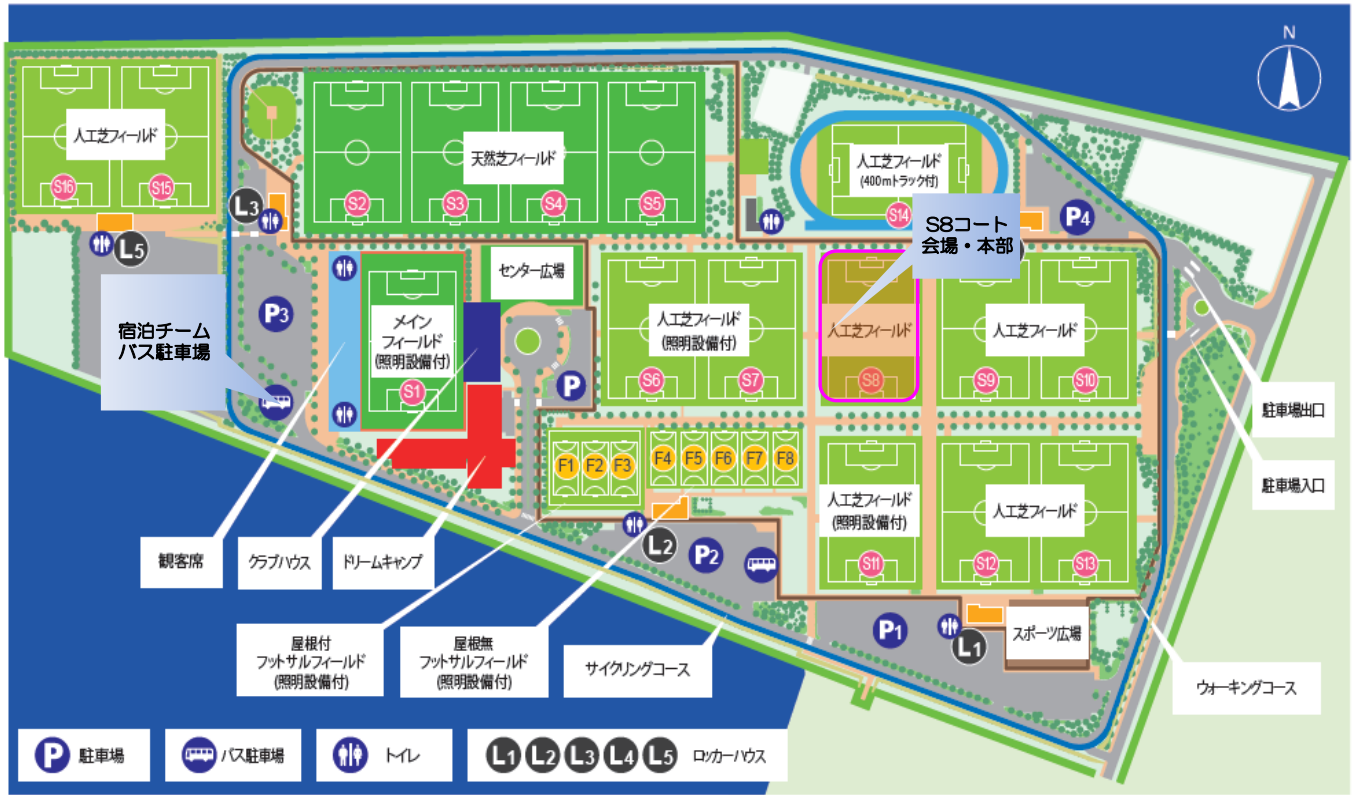 N
人工芝フィールド
S16
S15
天然芝フィールド
S2
S3
S4
S5
人工芝フィールド
(400mトラック付)
S14
S8コート
会場・本部
P4
L3
L5
P3
宿泊チーム
バス駐車場
センター広場
メイン
フィールド
(照明設備付)
S1
P
人工芝フィールド
(照明設備付)
S6
S7
人工芝フィールド
S8
人工芝フィールド
S9
S10
駐車場出口
駐車場入口
F1
F2
F3
F4
F5
F6
F7
F8
人工芝フィールド
(照明設備付)
S11
人工芝フィールド
S12
S13
L2
P2
P1
L1
スポーツ広場
観客席
クラブハウス
ドリームキャンプ
屋根付
フットサルフィールド
(照明設備付)
屋根無
フットサルフィールド
(照明設備付)
サイクリングコース
ウォーキングコース
P 駐車場
バス駐車場
トイレ
L1 L2 L3 L4 L5 ロッカーハウス